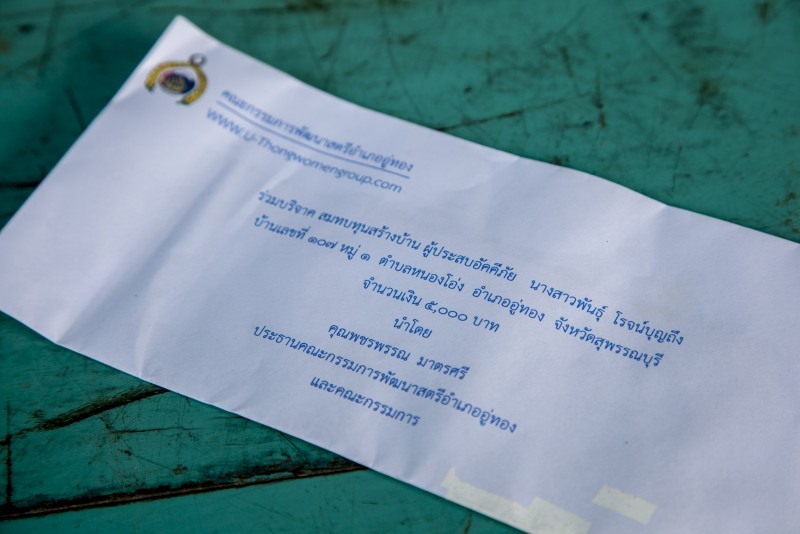 คณะกรรมการพัฒนาสตรีอำเภออู่ทอง
www.U-Thongwomengroup.com
ร่วมบริจาค สมทบทุนสร้างบ้าน ผู้ประสบอัคคีภัย นางสาวพันธุ์ โรจน์บุญถึง
บ้านเลขที่ ๑๐๗ หมู่ ๑ ตำบลหนองโอ่ง อำเภออู่ทอง จังหวัดสุพรรณบุรี
จำนวนเงิน ๕,๐๐๐ บาท
นำโดย
คุณพชรพรรณ มาตรศรี
ประธานคณะกรรมการพัฒนาสตรีอำเภออู่ทอง
และคณะกรรมการ